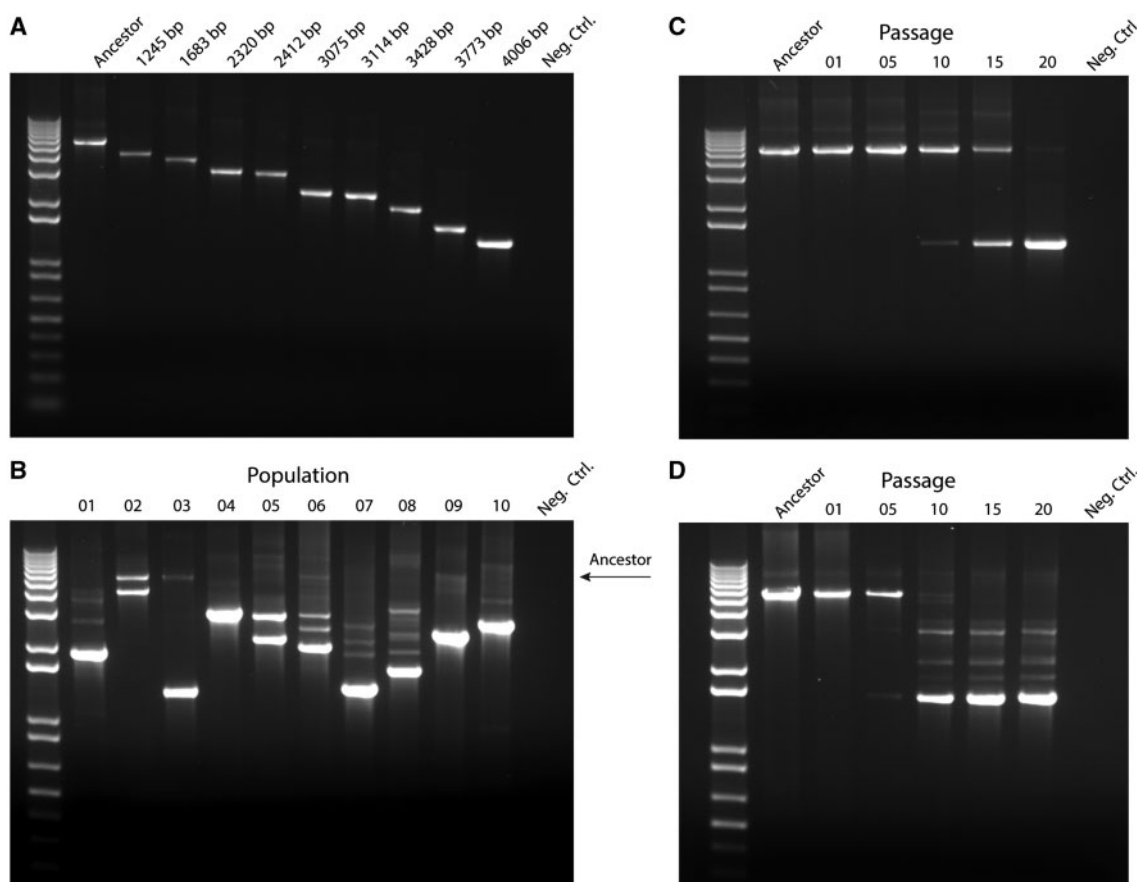 A
Ancestor
1245 bp
1683 bp
2320 bp
2412 bp
3075 bp
3114 bp
3428 bp
3773 bp
4006 bp
Neg. Ctrl.
B
Population
01 02 03 04 05 06 07 08 09 10 Neg. Ctrl.
Ancestor
C
Passage
Ancestor 01 05 10 15 20 Neg. Ctrl.
D
Passage
Ancestor 01 05 10 15 20 Neg. Ctrl.